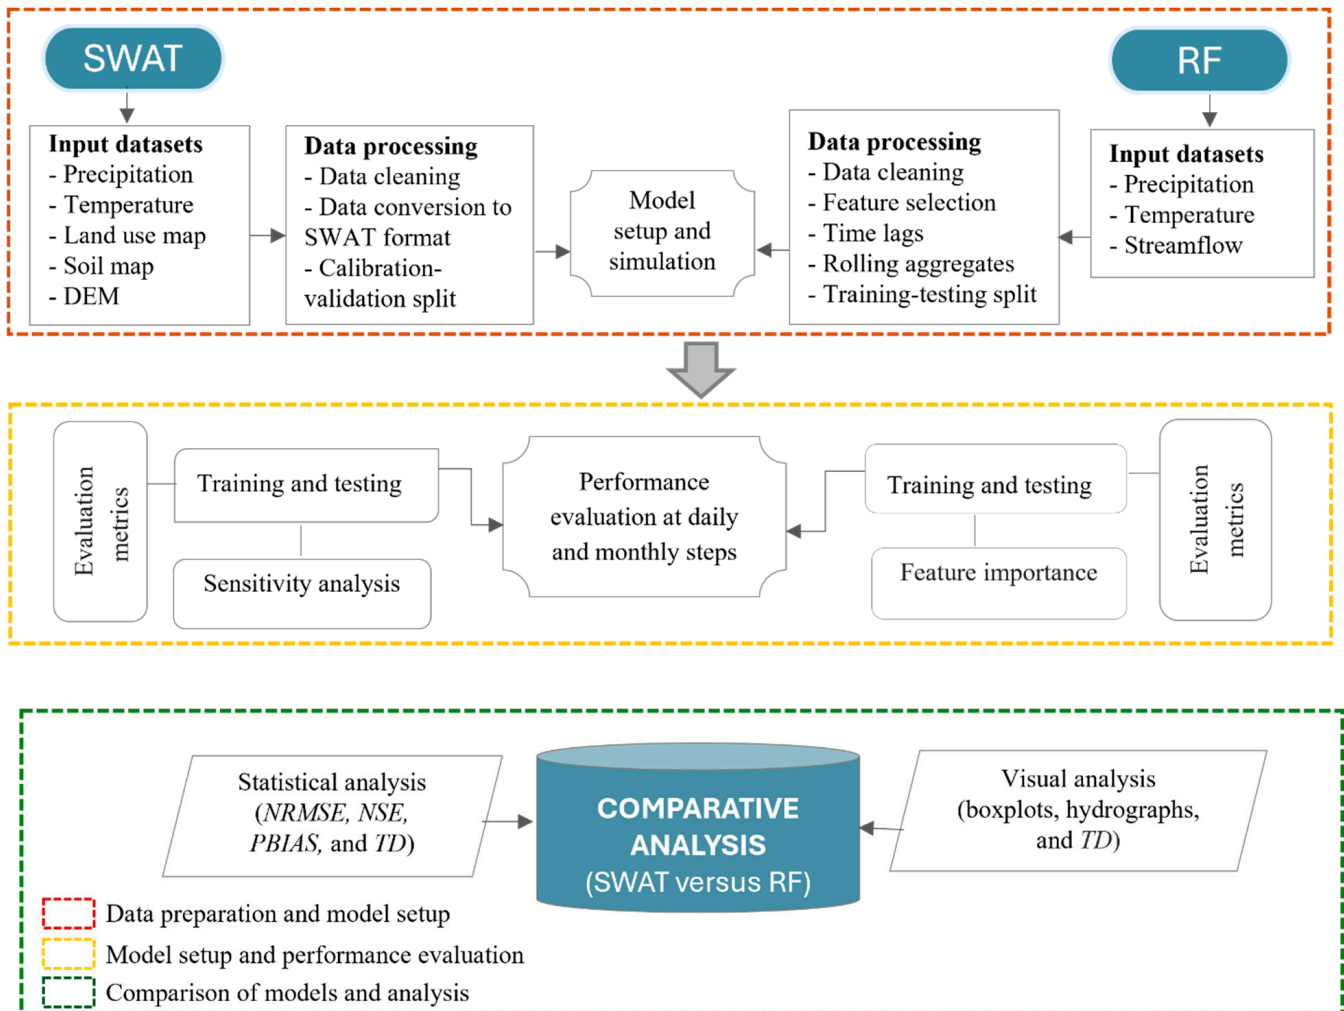 SWAT
RF
Input datasets
- Precipitation
- Temperature
- Land use map
- Soil map
- DEM
Data processing
- Data cleaning
- Data conversion to
SWAT format
- Calibration-
validation split
Model
setup and
simulation
Data processing
- Data cleaning
- Feature selection
- Time lags
- Rolling aggregates
- Training-testing split
Input datasets
- Precipitation
- Temperature
- Streamflow
Evaluation
metrics
Training and testing
Sensitivity analysis
Performance
evaluation at daily
and monthly steps
Training and testing
Feature importance
Evaluation
metrics
Statistical analysis
(NRMSE, NSE,
PBIAS, and TD)
COMPARATIVE
ANALYSIS
(SWAT versus RF)
Visual analysis
(boxplots, hydrographs,
and TD)
Data preparation and model setup
Model setup and performance evaluation
Comparison of models and analysis